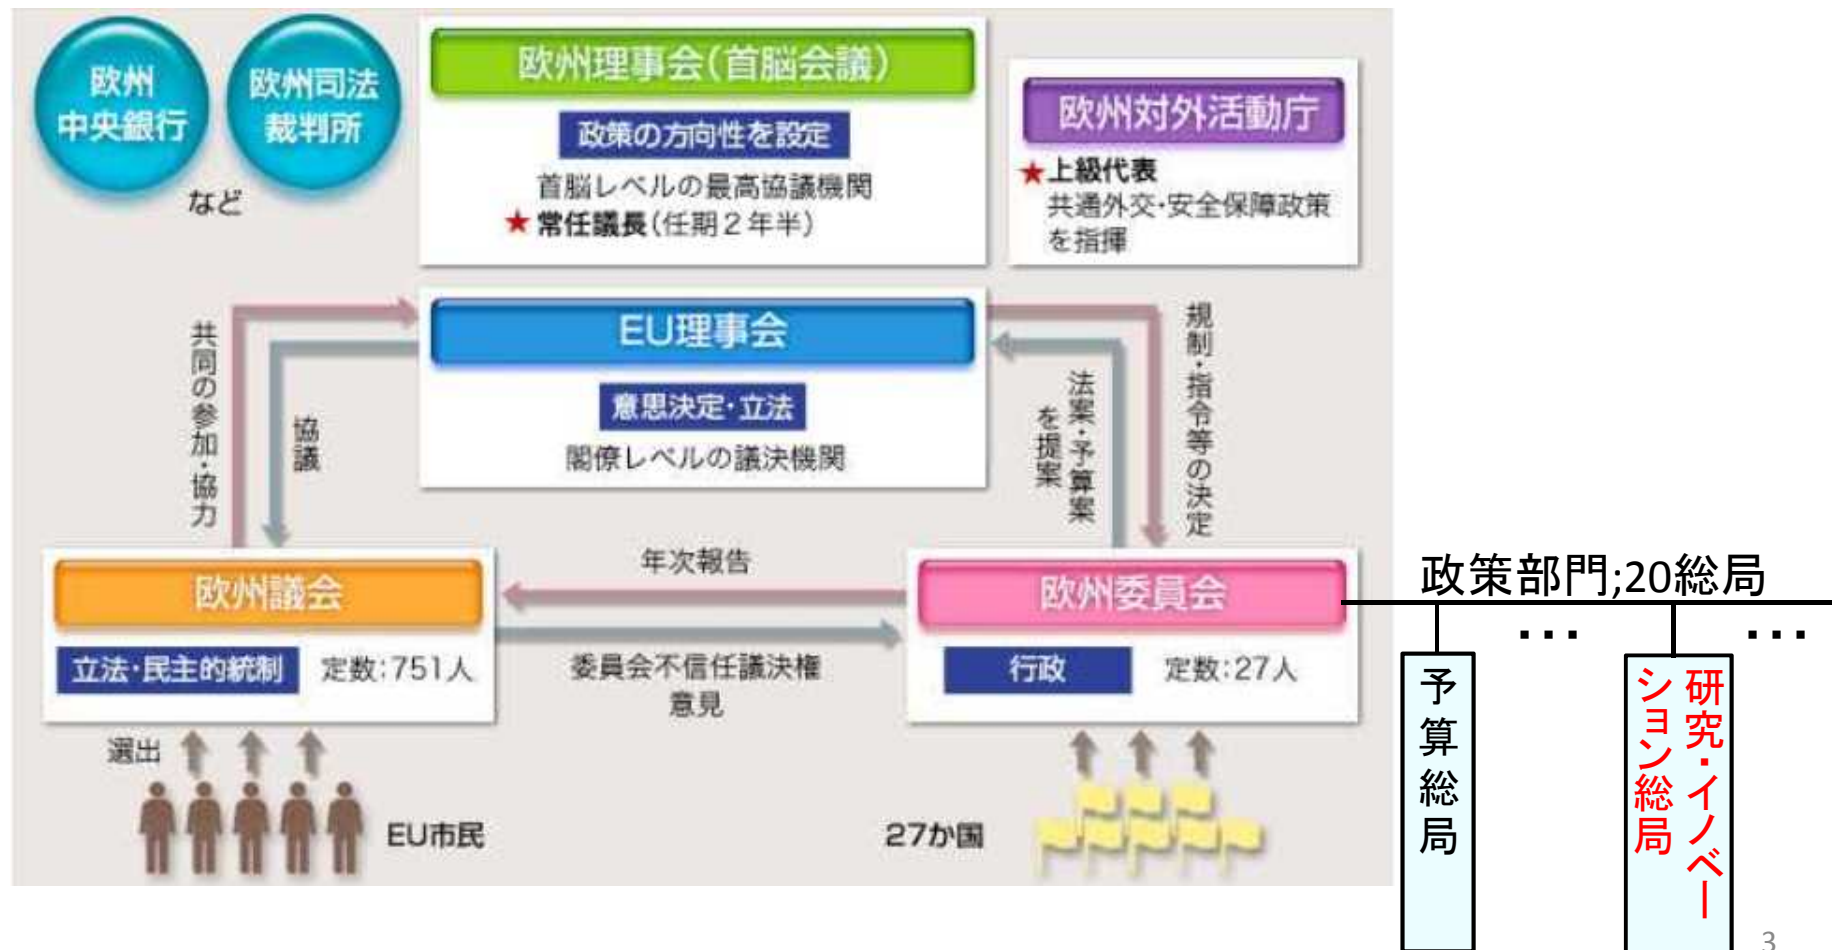 欧州
中央銀行
欧州司法
裁判所
など
欧州理事会(首脳会議)
政策の方向性を設定
首脳レベルの最高協議機関
★常任議長(任期2年半)
欧州対外活動庁
★上級代表
共通外交・安全保障政策
を指揮
EU理事会
意思決定・立法
閣僚レベルの議決機関
共同の参加・協力
協議
法案・予算案
を提案
規制・指令等の決定
欧州議会
立法・民主的統制 定数:751人
年次報告
委員会不信任議決権
意見
欧州委員会
行政 定数:27人
選出
EU市民
27か国
政策部門;20総局
… …
予算総局
研究・イノベー
ション総局
3